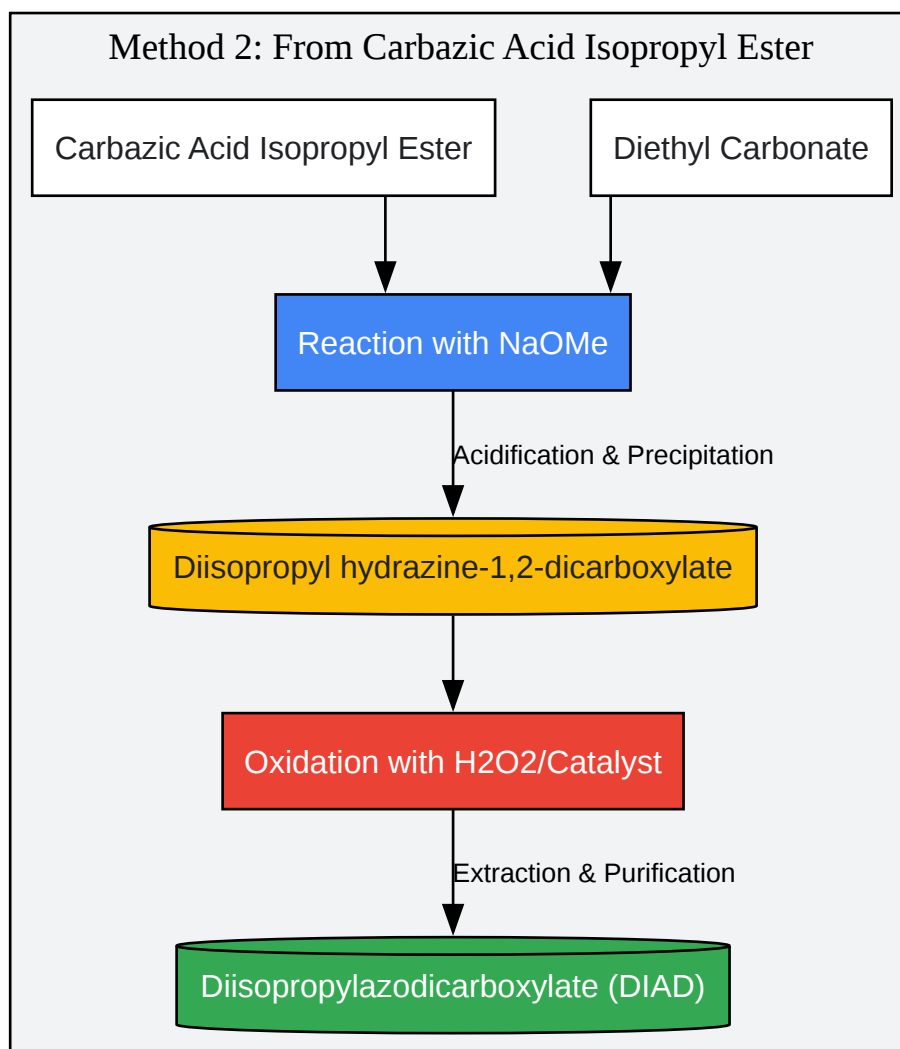 Method 2: From Carbazic Acid Isopropyl Ester
Carbazic Acid Isopropyl Ester
Diethyl Carbonate
Reaction with NaOMe
Acidification & Precipitation
Diisopropyl hydrazine-1,2-dicarboxylate
Oxidation with H2O2/Catalyst
Extraction & Purification
Diisopropylazodicarboxylate (DIAD)